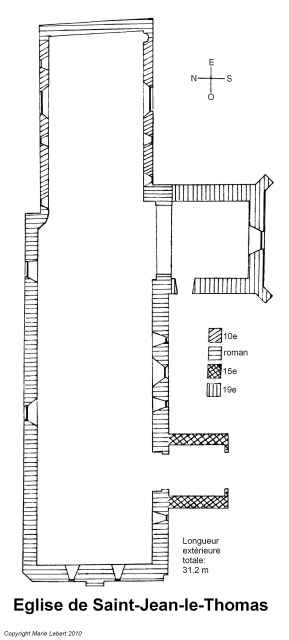 E
N S
O
10e
roman
15e
19e
Longueur
extérieure
totale:
31,2 m
Eglise de Saint-Jean-le-Thomas
Copyright Marie Lebert 2010